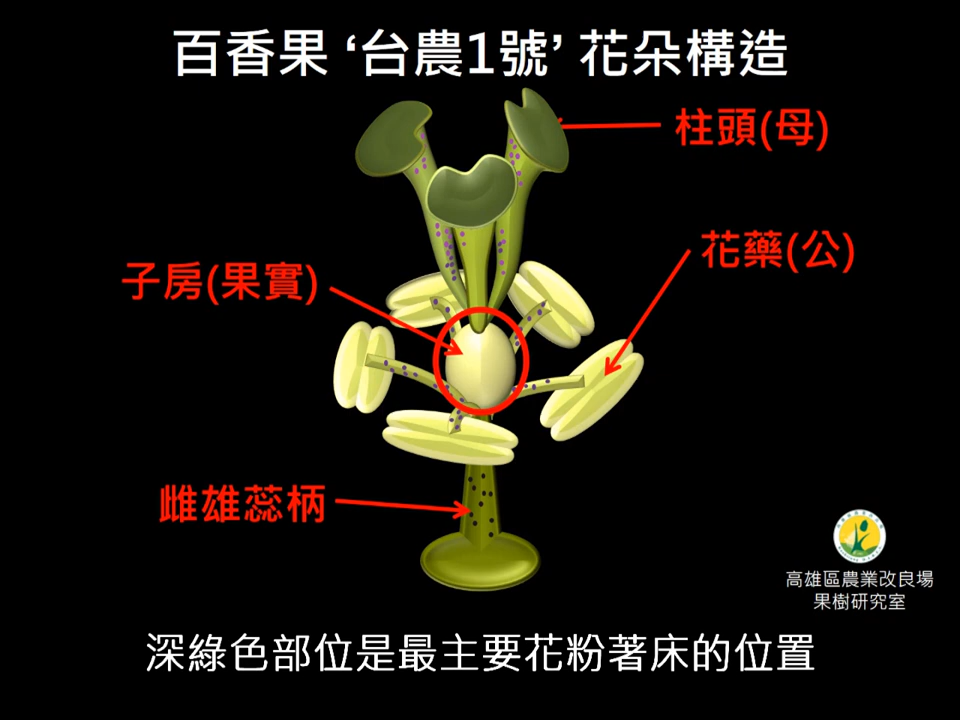 百香果 ‘台農1號’ 花朵構造
柱頭(母)
花藥(公)
子房(果實)
雌雄蕊柄
高雄區農業改良場
果樹研究室
深綠色部位是最主要花粉著床的位置